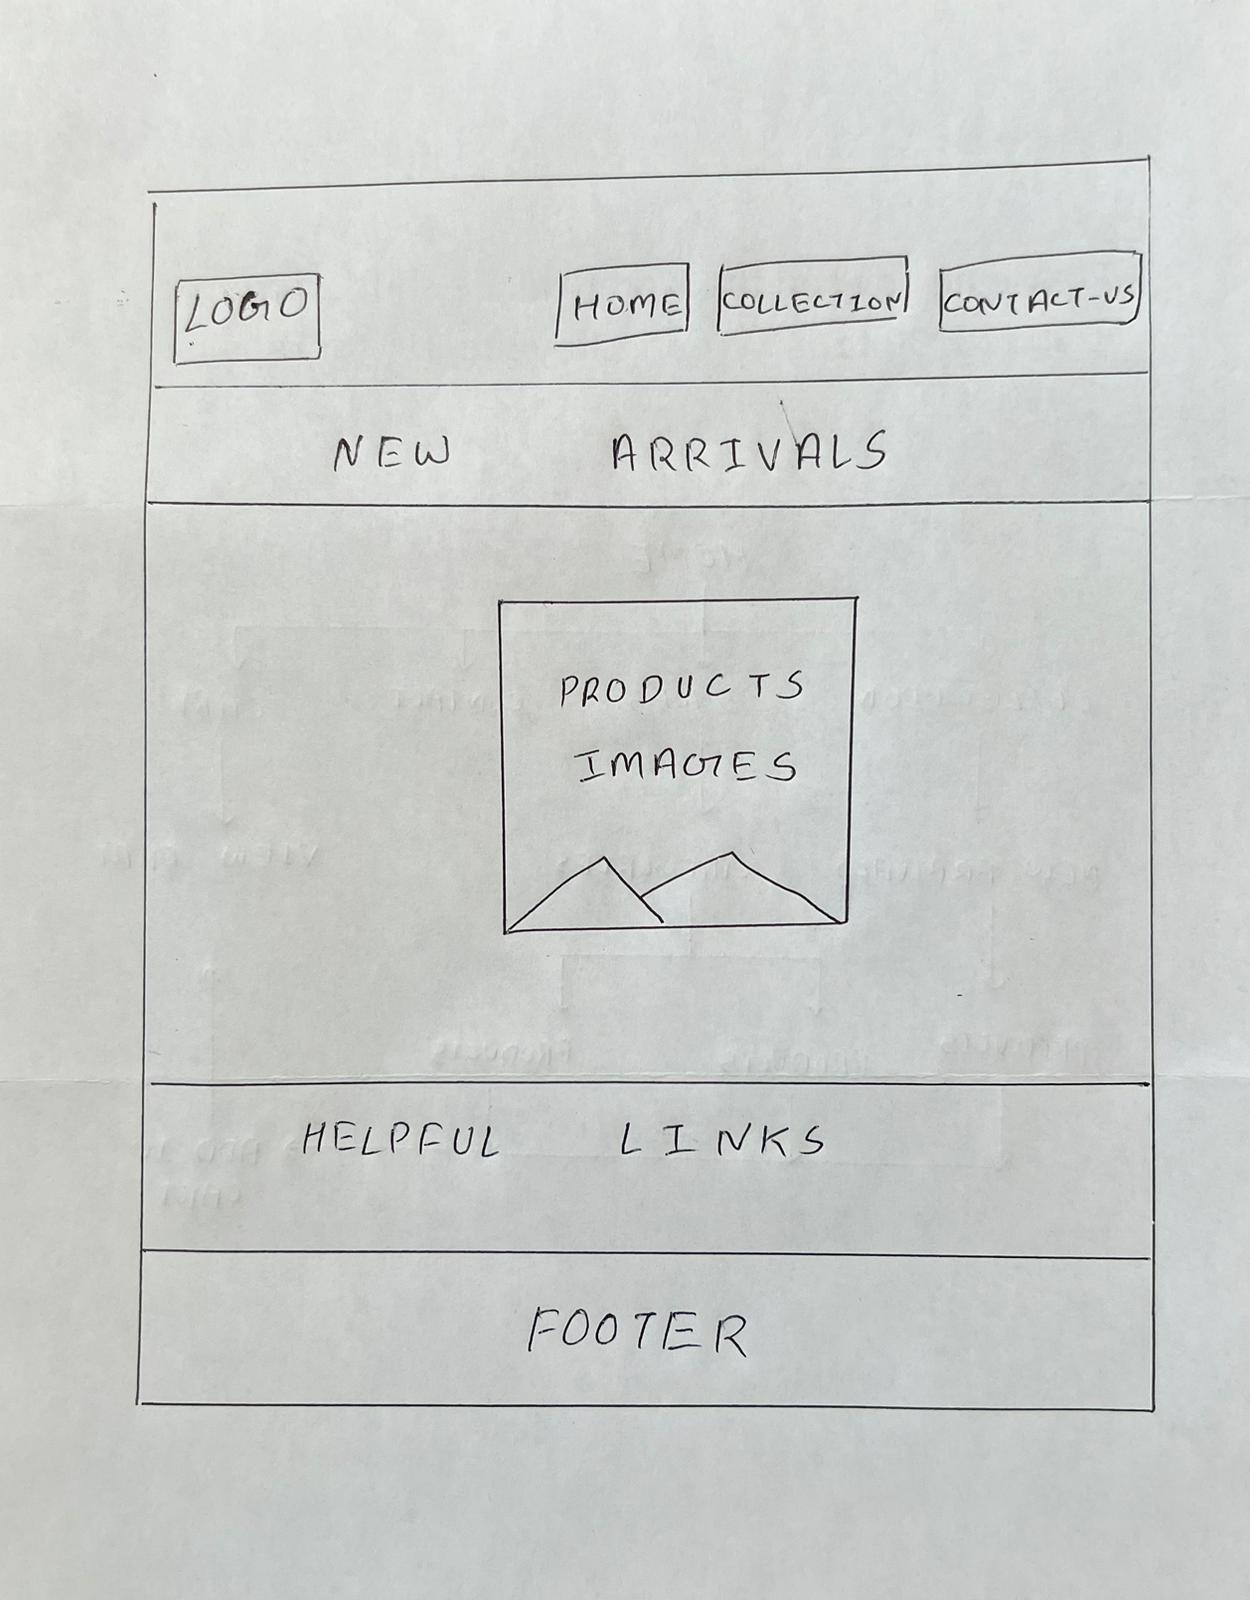 LOGO HOME COLLECTION CONTACT-US
NEW ARRIVALS
PRODUCTS
IMAGES
HELPFUL LINKS
FOOTER